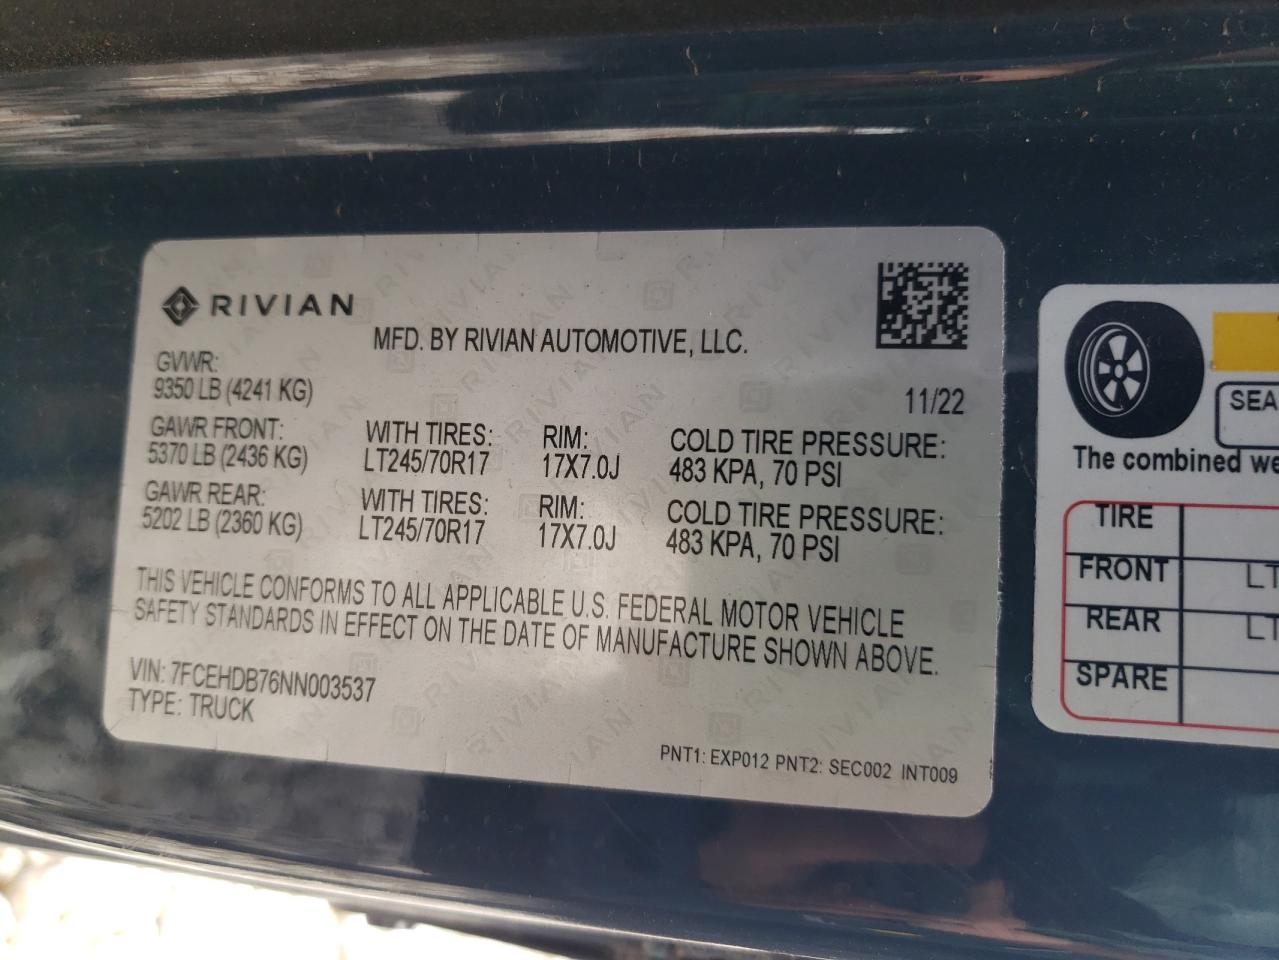 RIVIAN
MFD. BY RIVIAN AUTOMOTIVE, LLC.
GVWR:
9350 LB (4241 KG)
11/22
GAWR FRONT: WITH TIRES: RIM: COLD TIRE PRESSURE:
5370 LB (2436 KG) LT245/70R17 17X7.0J 483 KPA, 70 PSI
GAWR REAR: WITH TIRES: RIM: COLD TIRE PRESSURE:
5202 LB (2360 KG) LT245/70R17 17X7.0J 483 KPA, 70 PSI
THIS VEHICLE CONFORMS TO ALL APPLICABLE U.S. FEDERAL MOTOR VEHICLE
SAFETY STANDARDS IN EFFECT ON THE DATE OF MANUFACTURE SHOWN ABOVE.
VIN: 7FCEHDB76NN003537
TYPE: TRUCK
PNT1: EXP012 PNT2: SEC002 INT009
SEA
The combined we
TIRE
FRONT LT
REAR LT
SPARE